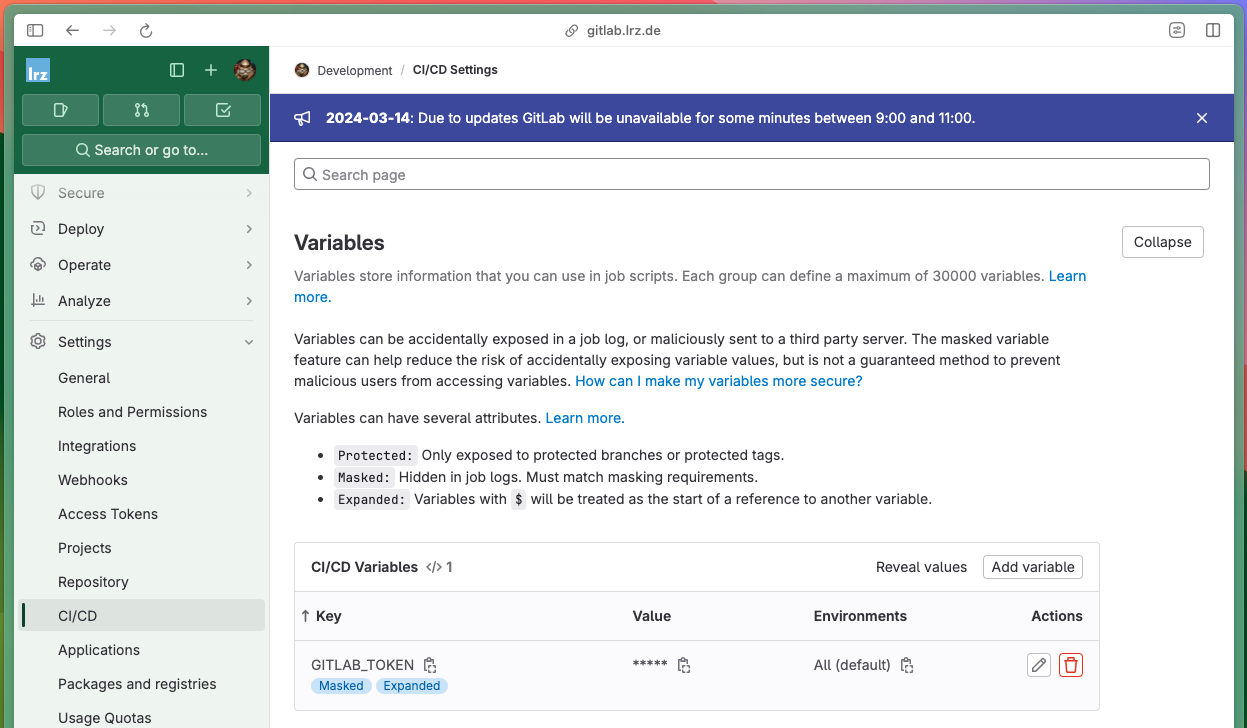 gitlab.lrz.de
lrz
Development / CI/CD Settings
2024-03-14: Due to updates GitLab will be unavailable for some minutes between 9:00 and 11:00.
Search or go to...
Secure
Deploy
Operate
Analyze
Settings
General
Roles and Permissions
Integrations
Webhooks
Access Tokens
Projects
Repository
CI/CD
Applications
Packages and registries
Usage Quotas
Search page
Variables
Collapse
Variables store information that you can use in job scripts. Each group can define a maximum of 30000 variables. Learn
more.
Variables can be accidentally exposed in a job log, or maliciously sent to a third party server. The masked variable
feature can help reduce the risk of accidentally exposing variable values, but is not a guaranteed method to prevent
malicious users from accessing variables. How can I make my variables more secure?
Variables can have several attributes. Learn more.
• Protected: Only exposed to protected branches or protected tags.
• Masked: Hidden in job logs. Must match masking requirements.
• Expanded: Variables with $ will be treated as the start of a reference to another variable.
CI/CD Variables </> 1 Reveal values Add variable
↑ Key Value Environments Actions
GITLAB_TOKEN ***** All (default)
Masked Expanded